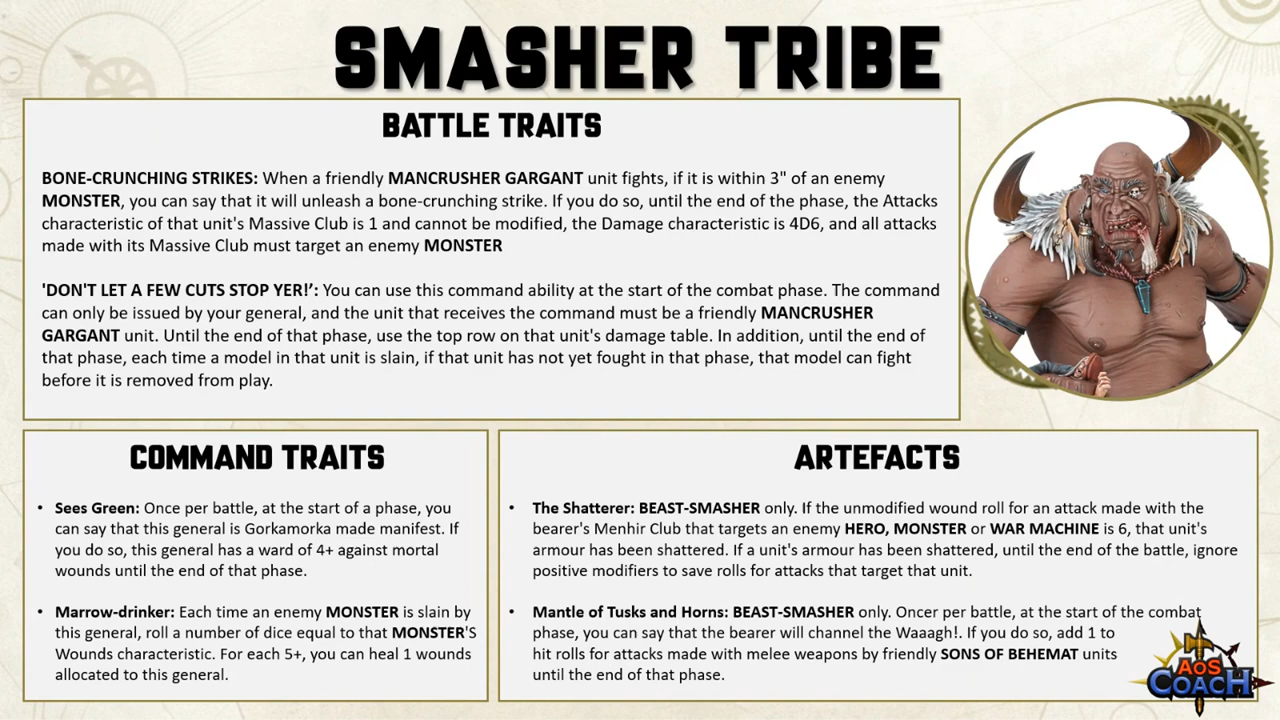 SMASHER TRIBE
BATTLE TRAITS
BONE-CRUNCHING STRIKES: When a friendly MANCRUSHER GARGANT unit fights, if it is within 3" of an enemy
MONSTER, you can say that it will unleash a bone-crunching strike. If you do so, until the end of the phase, the Attacks
characteristic of that unit's Massive Club is 1 and cannot be modified, the Damage characteristic is 4D6, and all attacks
made with its Massive Club must target an enemy MONSTER
'DON'T LET A FEW CUTS STOP YER!': You can use this command ability at the start of the combat phase. The command
can only be issued by your general, and the unit that receives the command must be a friendly MANCRUSHER
GARGANT unit. Until the end of that phase, use the top row on that unit's damage table. In addition, until the end of
that phase, each time a model in that unit is slain, if that unit has not yet fought in that phase, that model can fight
before it is removed from play.
COMMAND TRAITS
• Sees Green: Once per battle, at the start of a phase, you
can say that this general is Gorkamorka made manifest. If
you do so, this general has a ward of 4+ against mortal
wounds until the end of that phase.
• Marrow-drinker: Each time an enemy MONSTER is slain by
this general, roll a number of dice equal to that MONSTER'S
Wounds characteristic. For each 5+, you can heal 1 wounds
allocated to this general.
ARTEFACTS
• The Shatterer: BEAST-SMASHER only. If the unmodified wound roll for an attack made with the
bearer's Menhir Club that targets an enemy HERO, MONSTER or WAR MACHINE is 6, that unit's
armour has been shattered. If a unit's armour has been shattered, until the end of the battle, ignore
positive modifiers to save rolls for attacks that target that unit.
• Mantle of Tusks and Horns: BEAST-SMASHER only. Oncer per battle, at the start of the combat
phase, you can say that the bearer will channel the Waaagh!. If you do so, add 1 to
hit rolls for attacks made with melee weapons by friendly SONS OF BEHEMAT units
until the end of that phase.
AoS
COACH